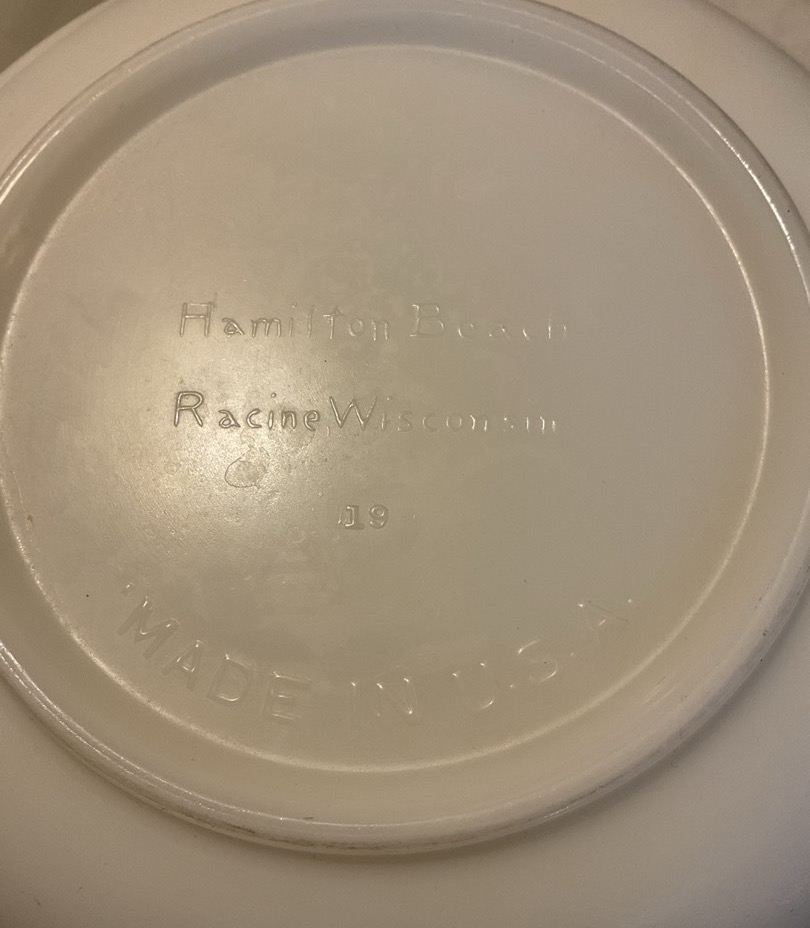 Hamilton Beach
Racine, Wisconsin
19
"MADE IN U.S.A.